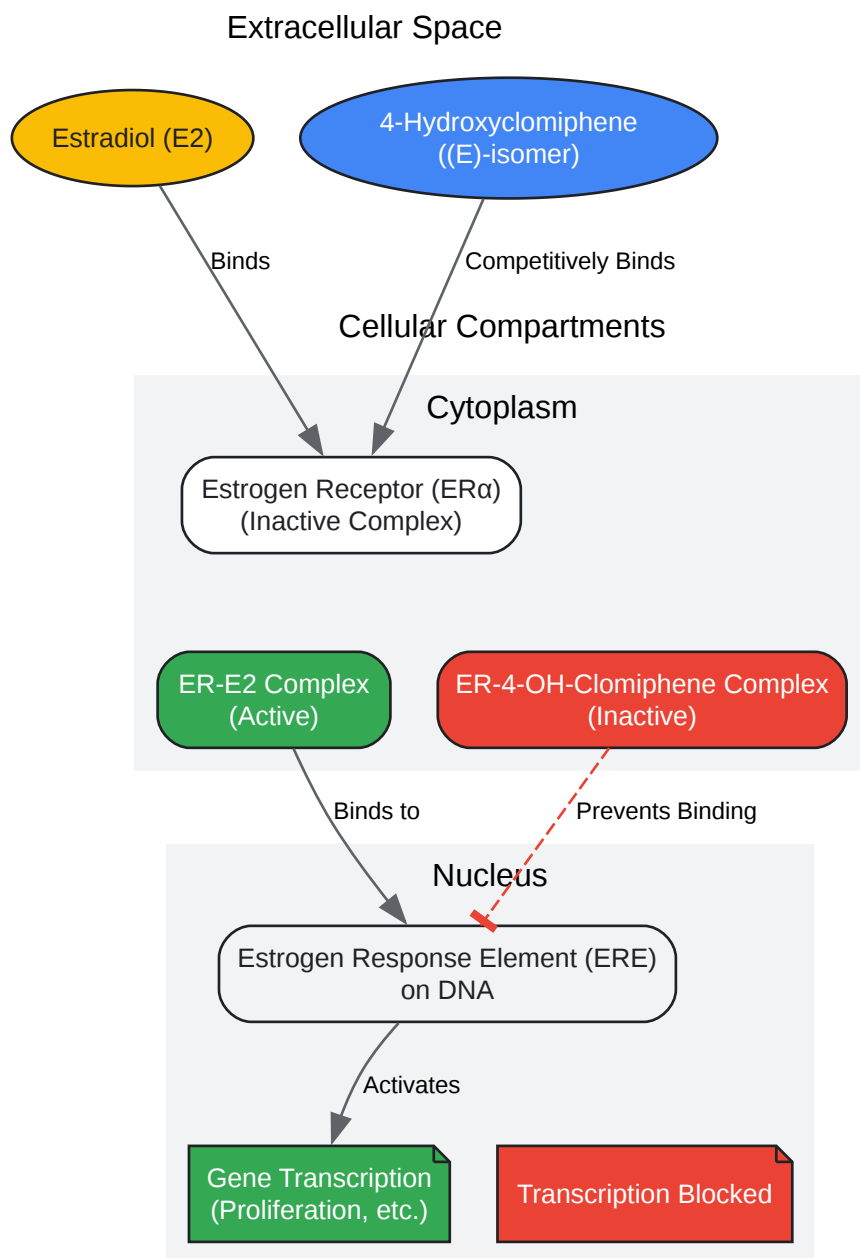 Extracellular Space
Estradiol (E2)
4-Hydroxyclomiphene
((E)-isomer)
Binds
Competitively Binds
Cellular Compartments
Cytoplasm
Estrogen Receptor (ERα)
(Inactive Complex)
ER-E2 Complex
(Active)
ER-4-OH-Clomiphene Complex
(Inactive)
Binds to
Prevents Binding
Nucleus
Estrogen Response Element (ERE)
on DNA
Activates
Gene Transcription
(Proliferation, etc.)
Transcription Blocked